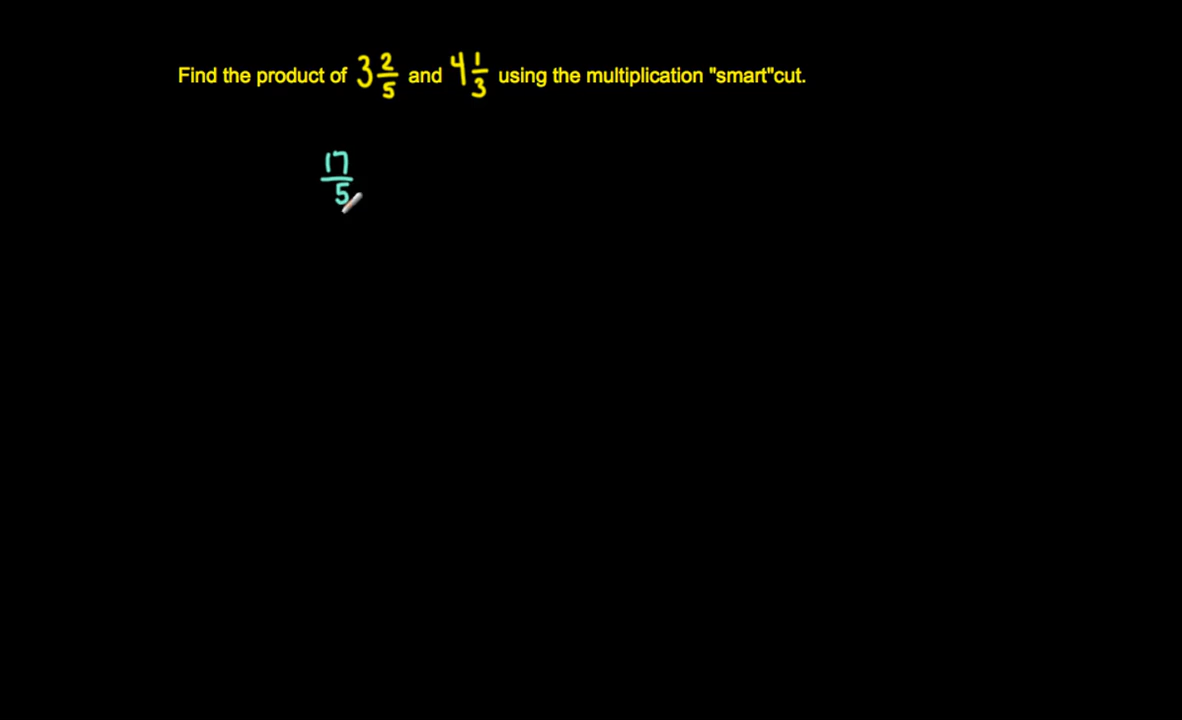 Find the product of 3 2/5 and 4 1/3 using the multiplication "smart"cut.
17/5